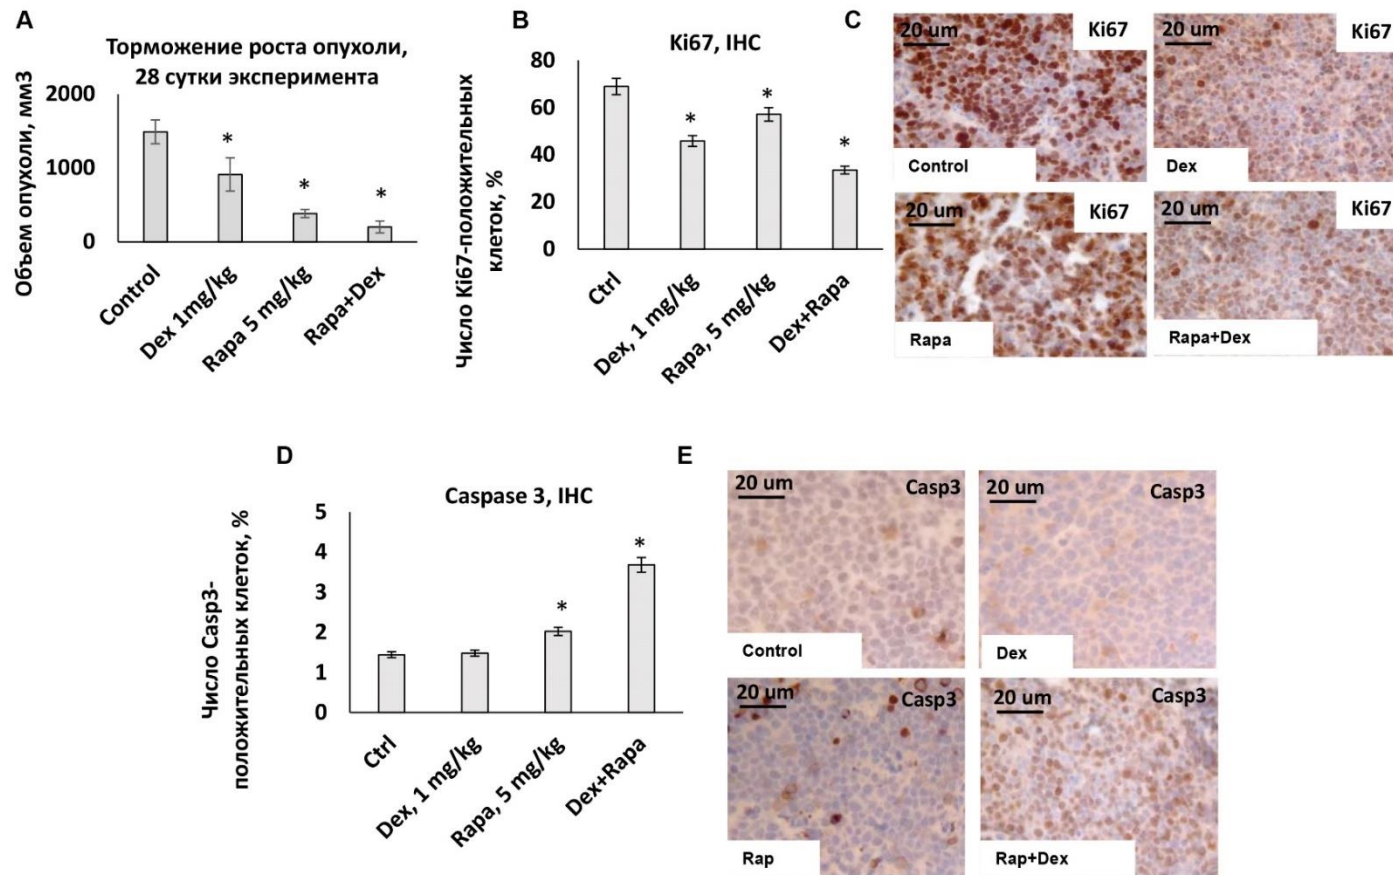 A
Торможение роста опухоли,
28 сутки эксперимента
Объем опухоли, мм3
2000
1000
0
*
*
*
Control
Dex 1mg/kg
Rapa 5 mg/kg
Rapa+Dex
B
Ki67, IHC
Число Ki67-положительных
клеток, %
80
60
40
20
0
*
*
*
Ctrl
Dex, 1 mg/kg
Rapa, 5 mg/kg
Dex+Rapa
C
20 um
Ki67
Control
20 um
Ki67
Dex
20 um
Ki67
Rapa
20 um
Ki67
Rapa+Dex
D
Caspase 3, IHC
Число Casp3-
положительных клеток, %
5
4
3
2
1
0
*
*
Ctrl
Dex, 1 mg/kg
Rapa, 5 mg/kg
Dex+Rapa
E
20 um
Casp3
Control
20 um
Casp3
Dex
20 um
Casp3
Rap
20 um
Casp3
Rap+Dex